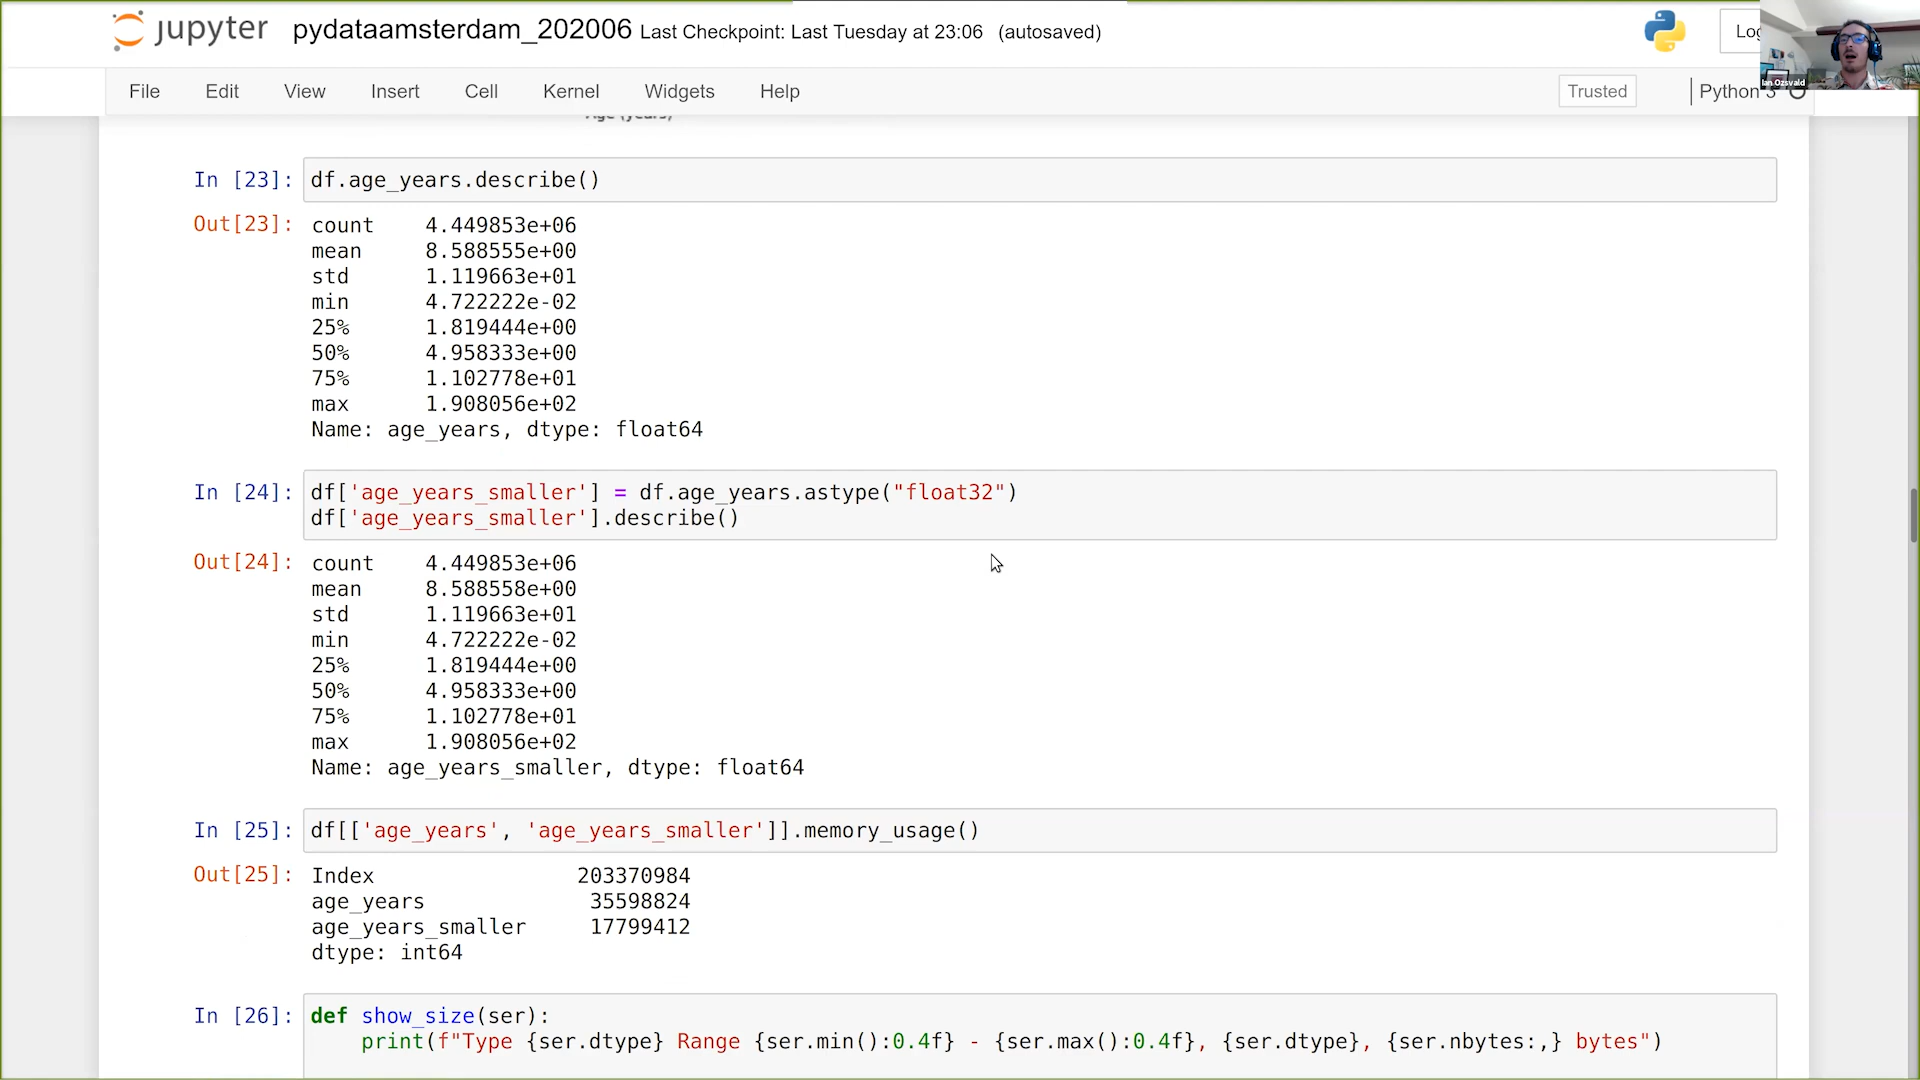 jupyter pydataamsterdam_202006 Last Checkpoint: Last Tuesday at 23:06 (autosaved)
Ian Ozsvald
File Edit View Insert Cell Kernel Widgets Help Trusted Python 3
Age (years)
In [23]: df.age_years.describe()
Out[23]: count 4.449853e+06
mean 8.588555e+00
std 1.119663e+01
min 4.722222e-02
25% 1.819444e+00
50% 4.958333e+00
75% 1.102778e+01
max 1.908056e+02
Name: age_years, dtype: float64
In [24]: df['age_years_smaller'] = df.age_years.astype("float32")
df['age_years_smaller'].describe()
Out[24]: count 4.449853e+06
mean 8.588558e+00
std 1.119663e+01
min 4.722222e-02
25% 1.819444e+00
50% 4.958333e+00
75% 1.102778e+01
max 1.908056e+02
Name: age_years_smaller, dtype: float64
In [25]: df[['age_years', 'age_years_smaller']].memory_usage()
Out[25]: Index 203370984
age_years 35598824
age_years_smaller 17799412
dtype: int64
In [26]: def show_size(ser):
print(f"Type {ser.dtype} Range {ser.min():0.4f} - {ser.max():0.4f}, {ser.dtype}, {ser.nbytes:,} bytes")